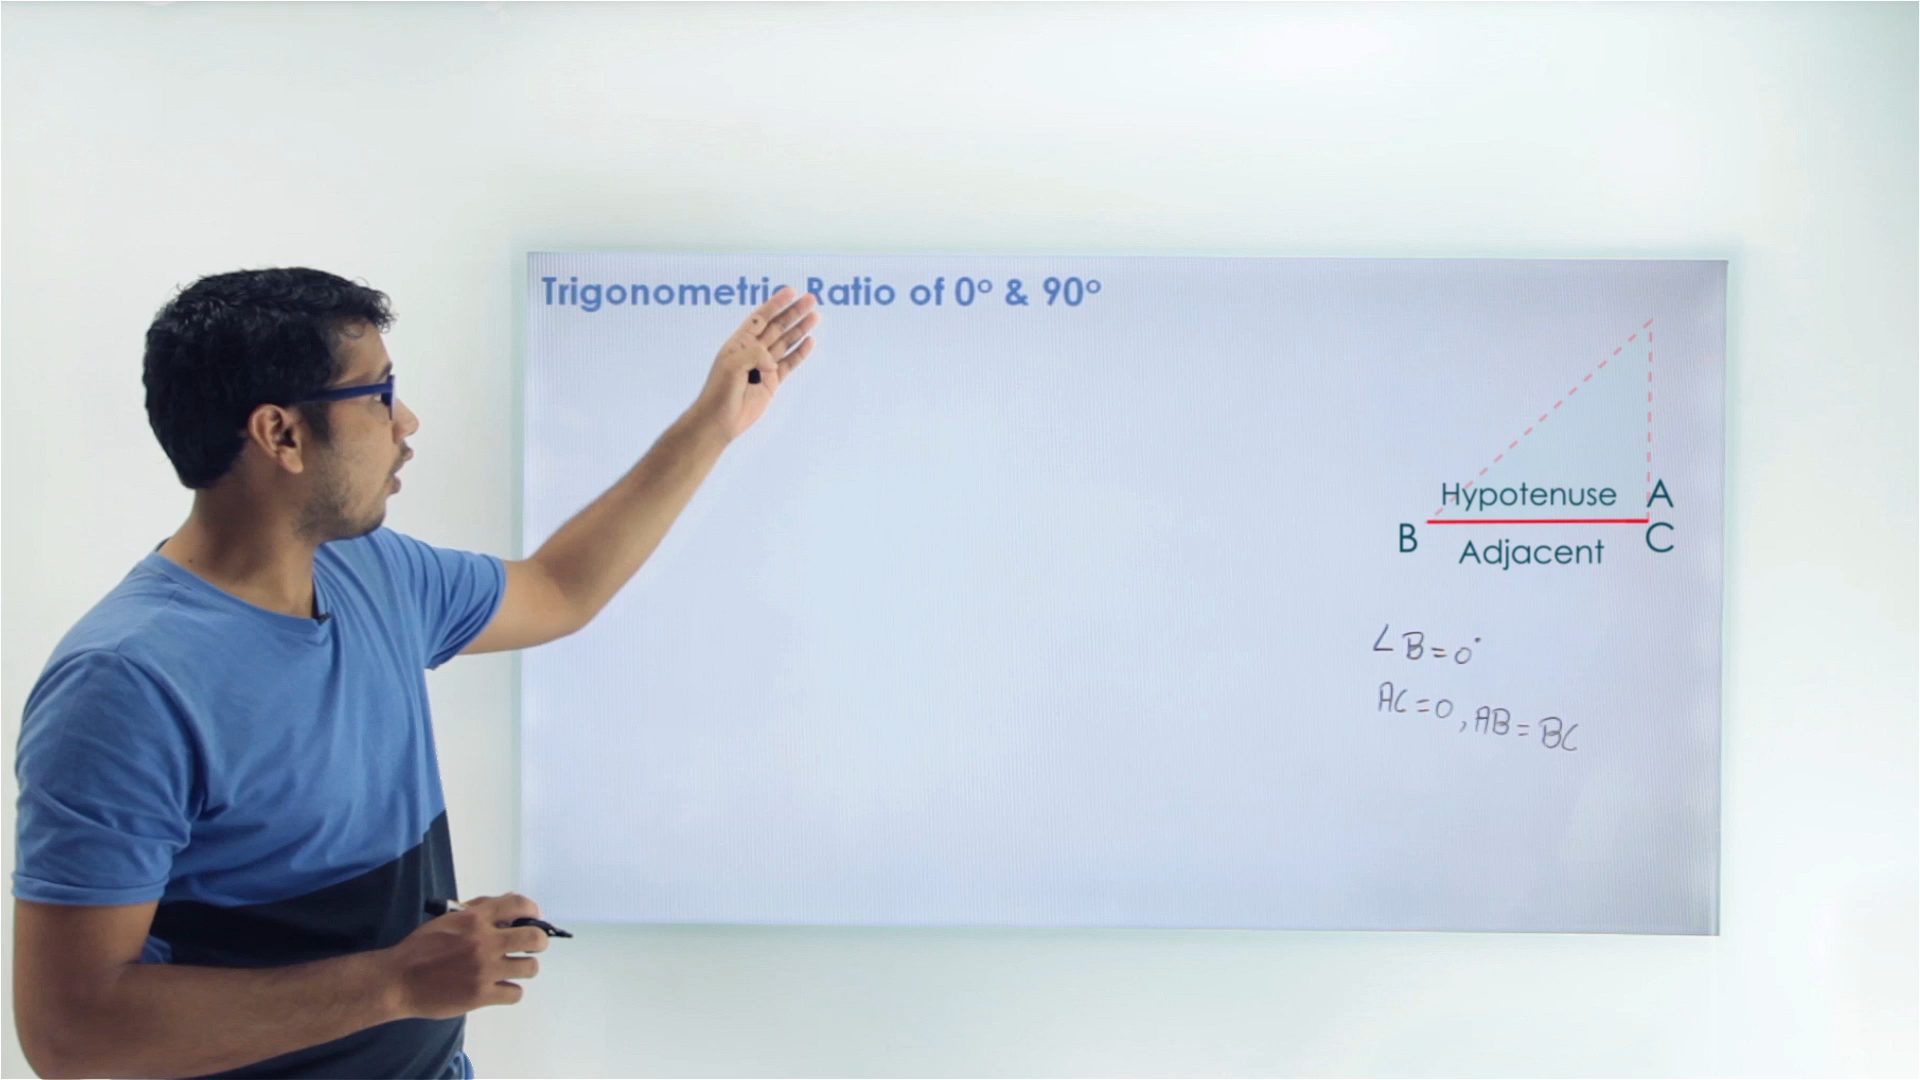 Trigonometric Ratio of 0° & 90°
Hypotenuse A
B C
Adjacent
∠B=0°
AC=0, AB=BC